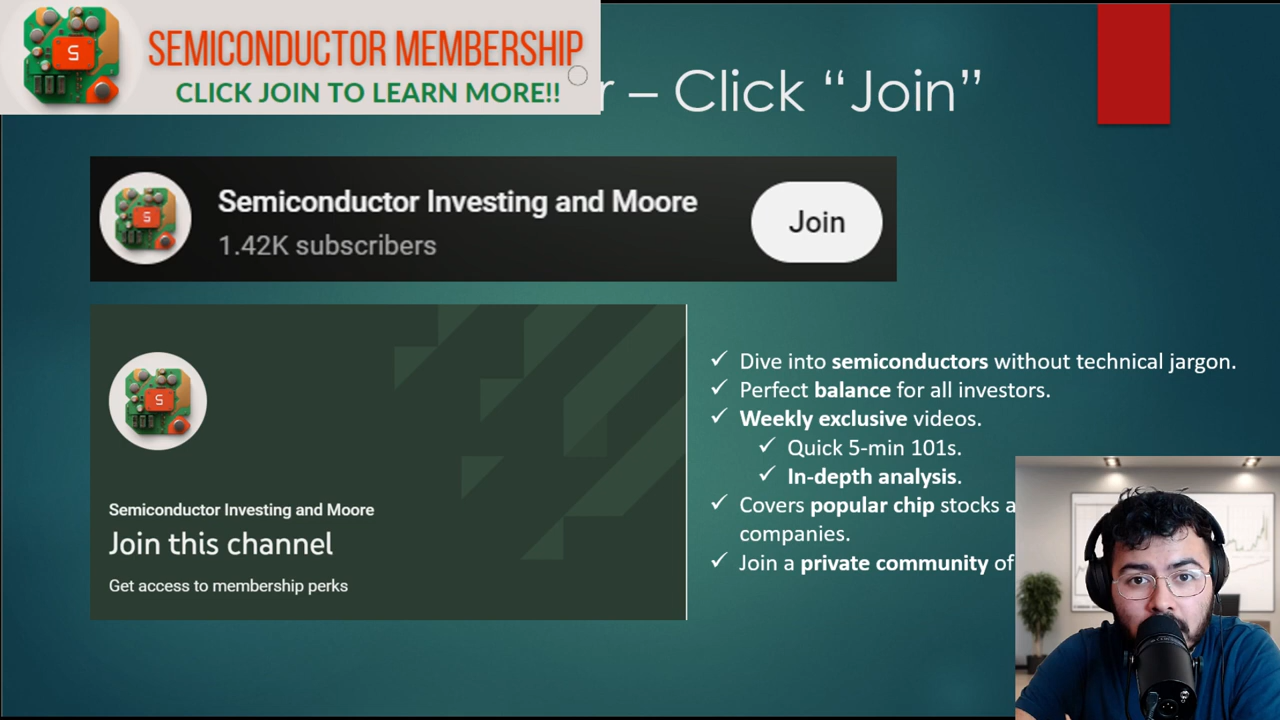 SEMICONDUCTOR MEMBERSHIP
CLICK JOIN TO LEARN MORE!!
r – Click “Join”
Semiconductor Investing and Moore
1.42K subscribers
Join
S
Semiconductor Investing and Moore
Join this channel
Get access to membership perks
Dive into semiconductors without technical jargon.
Perfect balance for all investors.
Weekly exclusive videos.
Quick 5-min 101s.
In-depth analysis.
Covers popular chip stocks a
companies.
Join a private community of